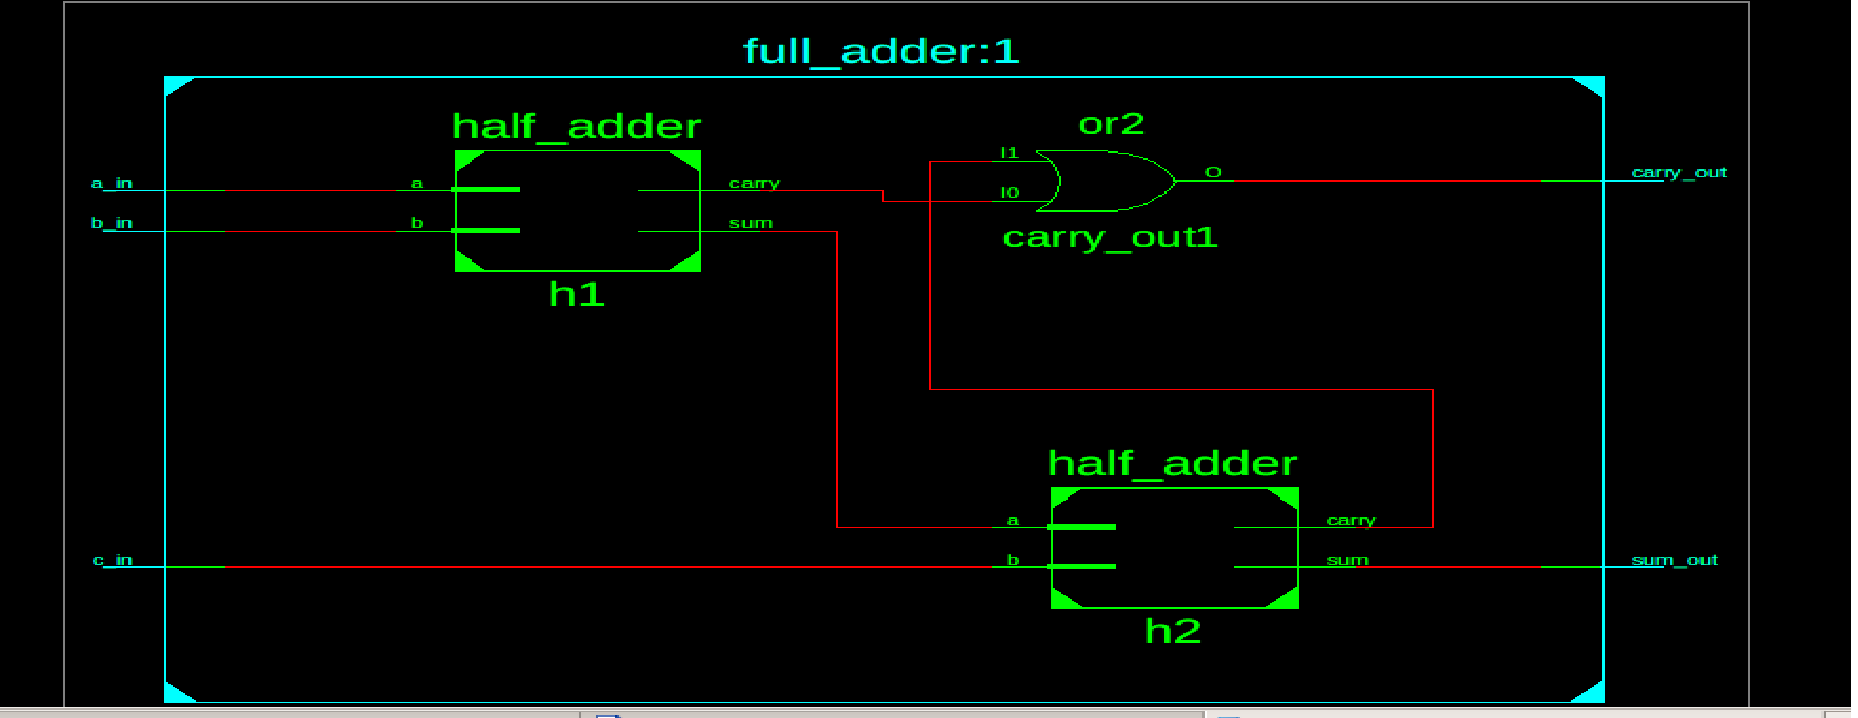 full_adder:1
half_adder
or2
a_in
a
carry
I1
I0
O
carry_out
b_in
b
sum
carry_out1
h1
half_adder
a
carry
c_in
b
sum
sum_out
h2